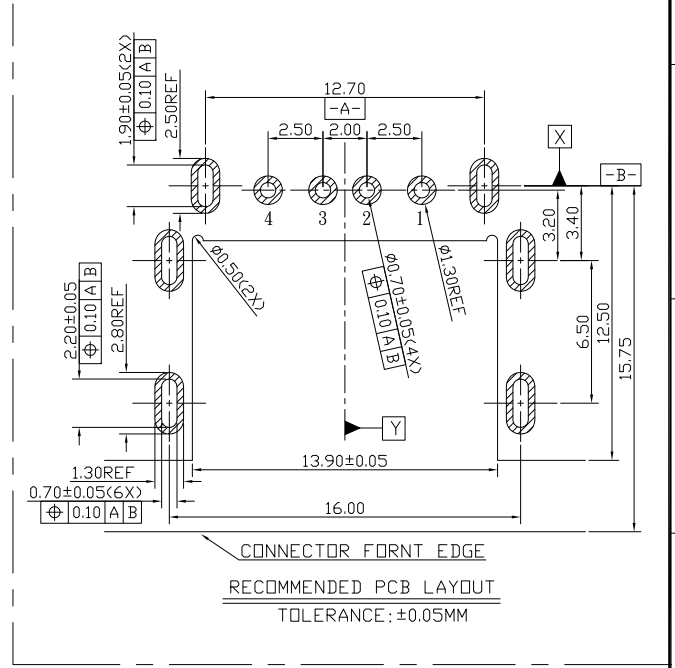 12.70
-A-
2.50 2.00 2.50
X
-B-
1.90±0.05(2X)
⌖ 0.10 A B
2.50REF
4 3 2 1
3.20
3.40
ø0.50(2X)
ø0.70±0.05(4X)
⌖ 0.10 A B
ø1.30REF
2.20±0.05
⌖ 0.10 A B
2.80REF
6.50
12.50
15.75
Y
13.90±0.05
1.30REF
0.70±0.05(6X)
⌖ 0.10 A B
16.00
CONNECTOR FORNT EDGE
RECOMMENDED PCB LAYOUT
TOLERANCE:±0.05MM